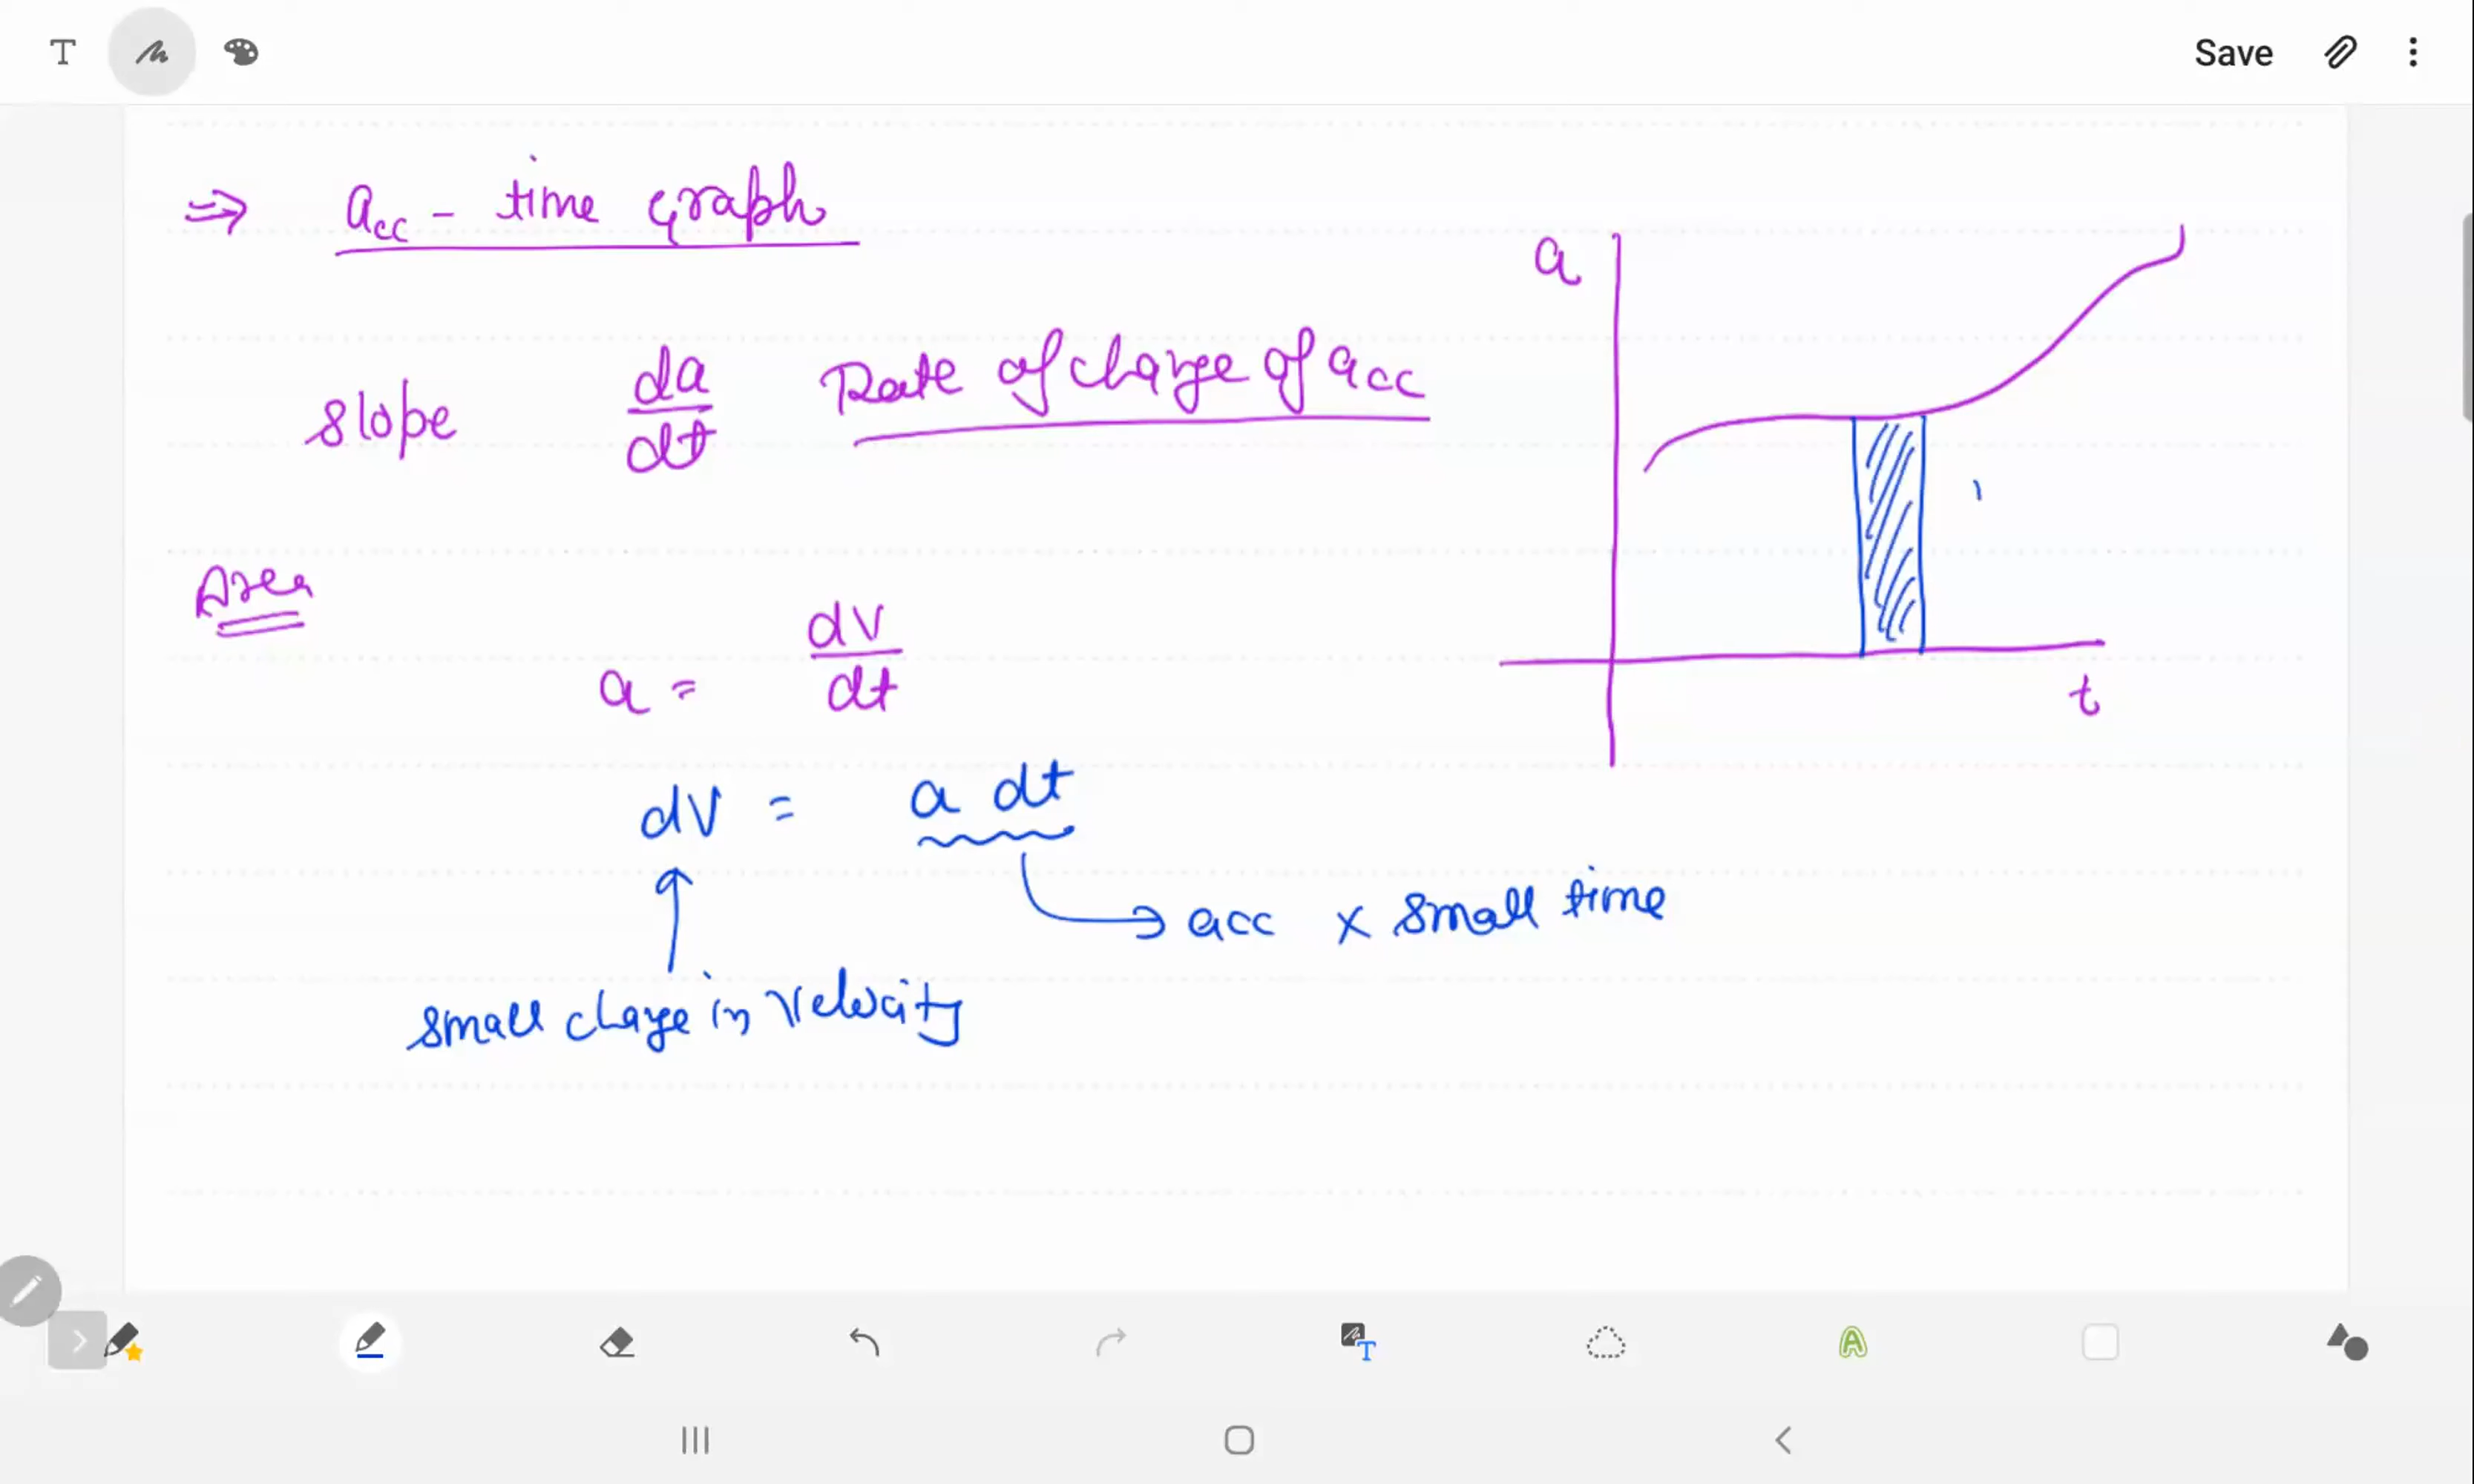 Save
⇒ acc - time graph
a
slope da/dt Rate of change of acc
Area
a = dv/dt
t
dv = a dt
→ acc x small time
small change in velocity